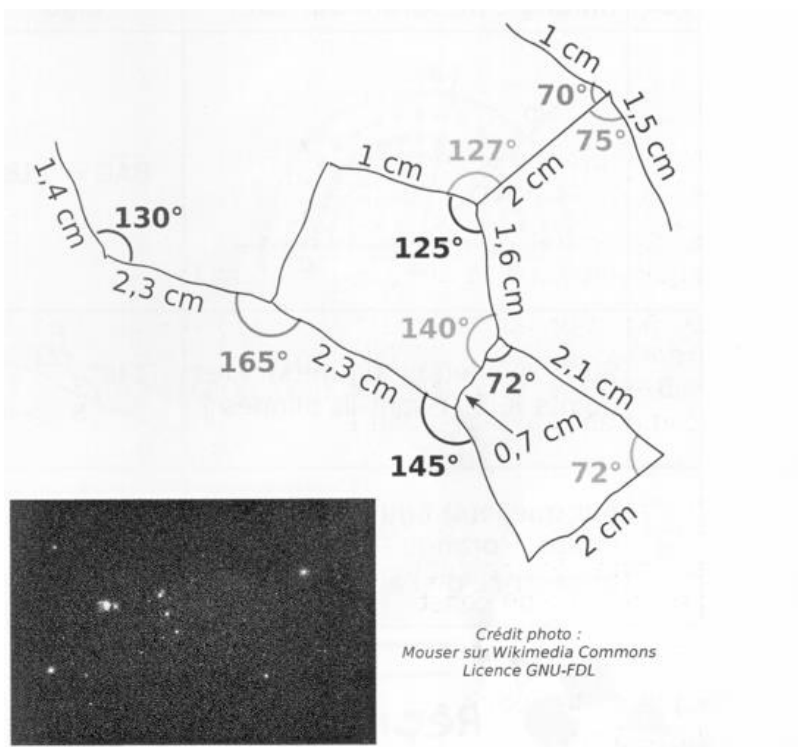 1 cm
70°
1,5 cm
75°
127°
1 cm
2 cm
1,4 cm
130°
125°
1,6 cm
2,3 cm
140°
165°
2,3 cm
72°
2,1 cm
0,7 cm
145°
72°
2 cm
Crédit photo :
Mouser sur Wikimedia Commons
Licence GNU-FDL